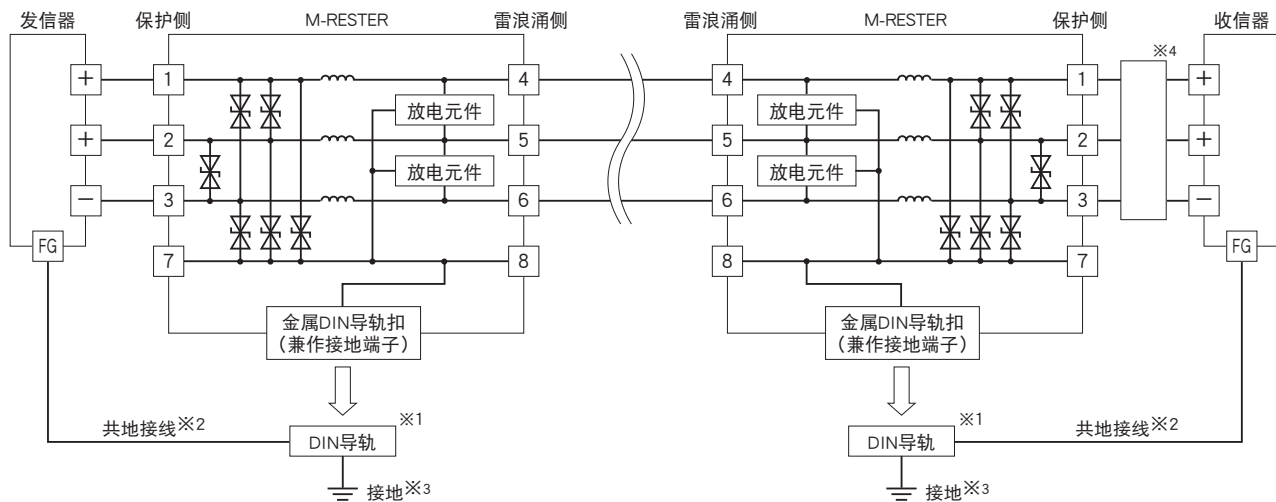 发信器 保护侧 M-RESTER 雷浪涌侧 雷浪涌侧 M-RESTER 保护侧 收信器
※4
+ 1 4 4 1 +
放电元件 放电元件
+ 2 5 5 2 +
放电元件 放电元件
− 3 6 6 3 −
FG 7 8 8 7 FG
金属DIN导轨扣 金属DIN导轨扣
（兼作接地端子） （兼作接地端子）
共地接线※2 DIN导轨 ※1 DIN导轨 ※1 共地接线※2
接地※3 接地※3